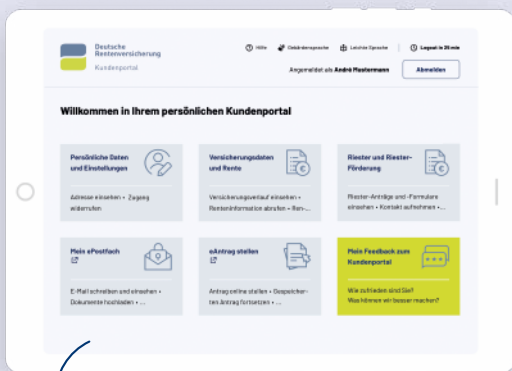 Deutsche
Rentenversicherung
Kundenportal
Hilfe Gebärdensprache Leichte Sprache Logout in 26 min
Angemeldet als André Mustermann Abmelden
Willkommen in Ihrem persönlichen Kundenportal
Persönliche Daten
und Einstellungen
Adresse einsehen • Zugang
widerrufen
Versicherungsdaten
und Rente
Versicherungsverlauf einsehen •
Renteninformation abrufen • Ren-...
Riester und Riester-
Förderung
Riester-Anträge und -Formulare
einsehen • Kontakt aufnehmen •...
Mein ePostfach
E-Mail schreiben und einsehen •
Dokumente hochladen • ...
eAntrag stellen
Antrag online stellen • Gespeicher-
ten Antrag fortsetzen • ...
Mein Feedback zum
Kundenportal
Wie zufrieden sind Sie?
Was können wir besser machen?